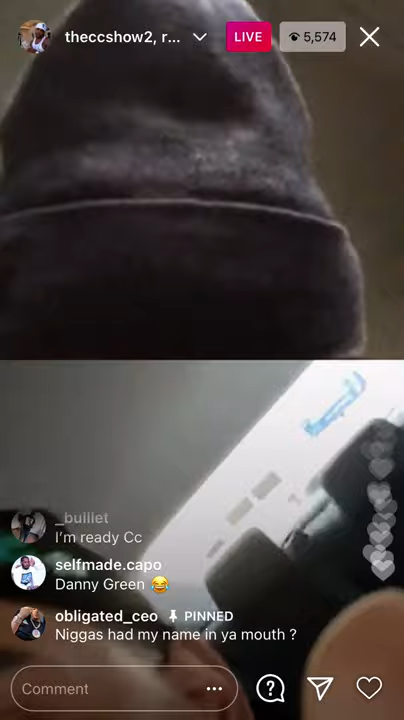 theccshow2, r...
LIVE
5,574
_bulllet
I'm ready Cc
selfmade.capo
Danny Green 😂
obligated_ceo PINNED
Niggas had my name in ya mouth ?
Comment